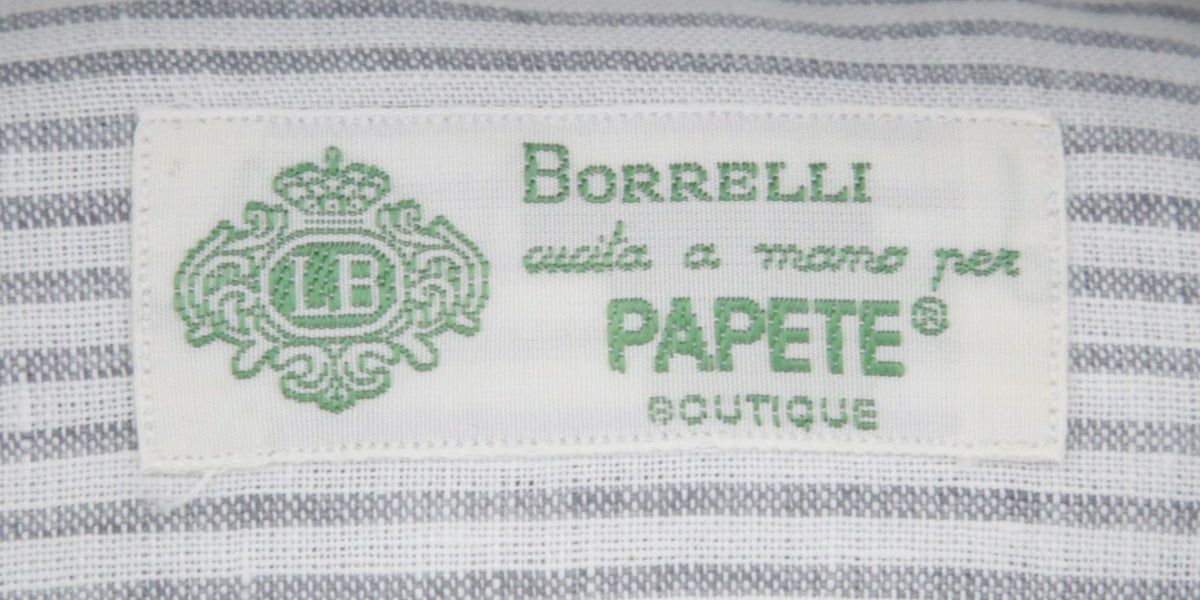 LB
BORRELLI
cucita a mano per
PAPETE®
BOUTIQUE